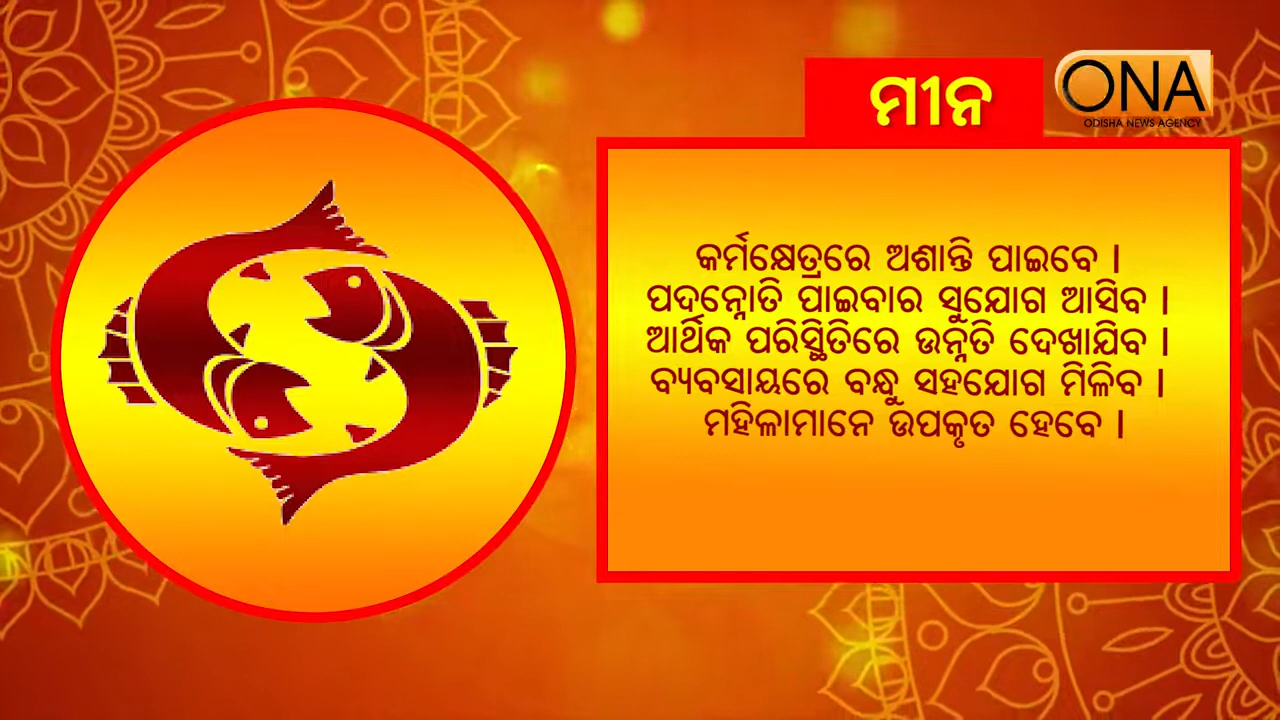 ମୀନ
ONA
ODISHA NEWS AGENCY
କର୍ମକ୍ଷେତ୍ରରେ ଅଶାନ୍ତି ପାଇବେ ।
ପଦନ୍ନୋତି ପାଇବାର ସୁଯୋଗ ଆସିବ ।
ଆର୍ଥିକ ପରିସ୍ଥିତିରେ ଉନ୍ନତି ଦେଖାଯିବ ।
ବ୍ୟବସାୟରେ ବନ୍ଧୁ ସହଯୋଗ ମିଳିବ ।
ମହିଳାମାନେ ଉପକୃତ ହେବେ ।